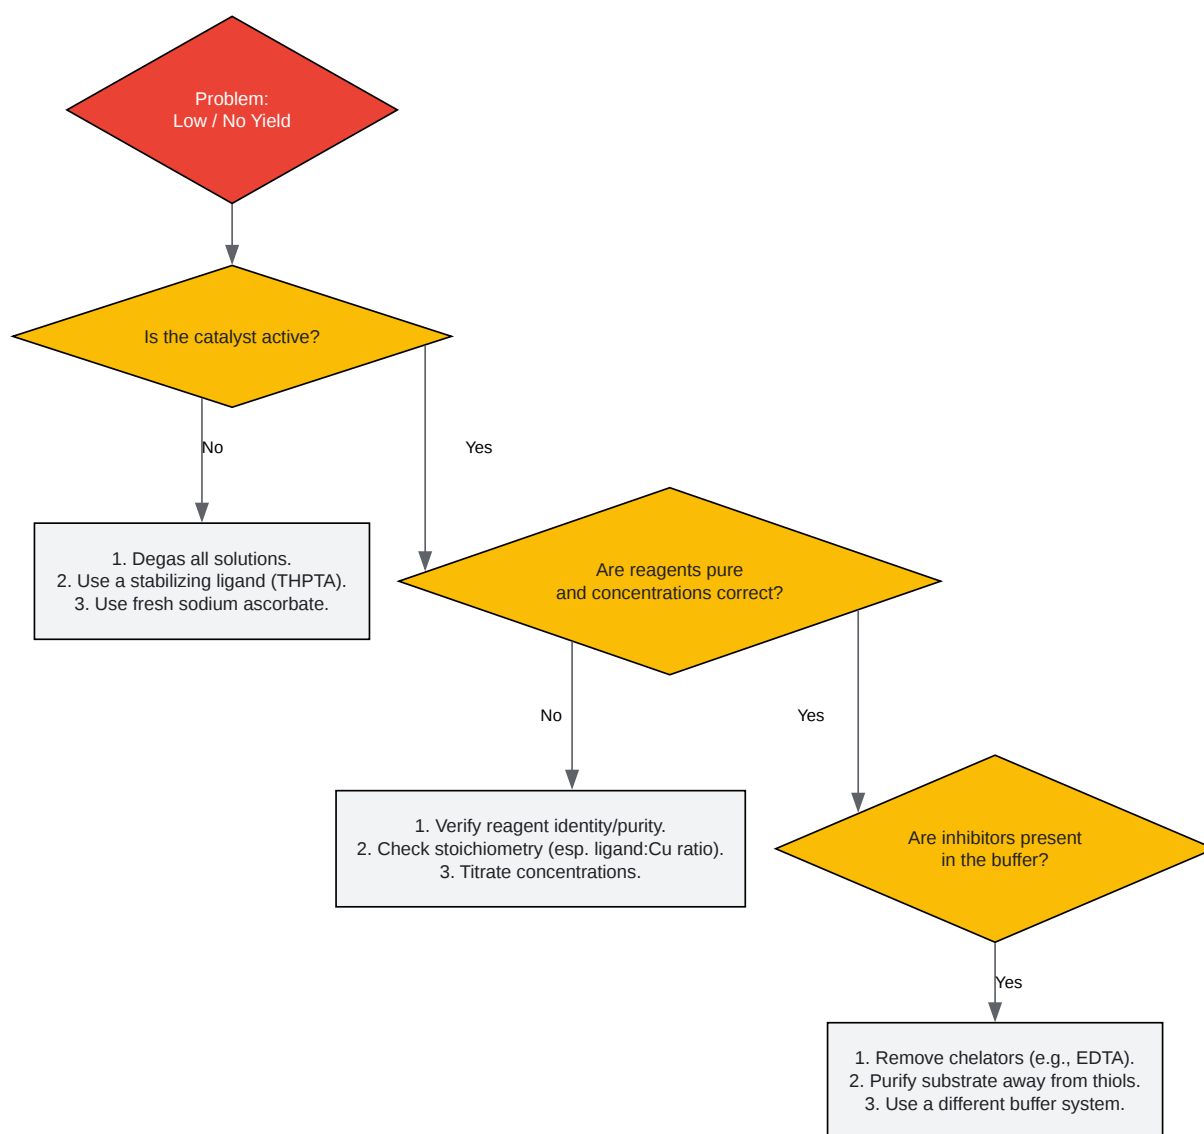 Problem:
Low / No Yield
Is the catalyst active?
No
Yes
1. Degas all solutions.
2. Use a stabilizing ligand (THPTA).
3. Use fresh sodium ascorbate.
Are reagents pure
and concentrations correct?
No
Yes
1. Verify reagent identity/purity.
2. Check stoichiometry (esp. ligand:Cu ratio).
3. Titrate concentrations.
Are inhibitors present
in the buffer?
Yes
1. Remove chelators (e.g., EDTA).
2. Purify substrate away from thiols.
3. Use a different buffer system.